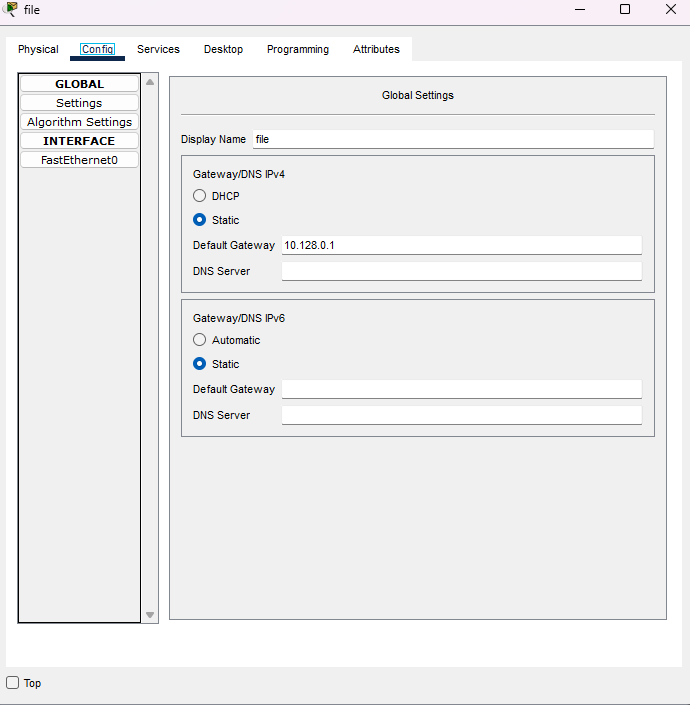 file
Physical Config Services Desktop Programming Attributes
GLOBAL
Settings
Algorithm Settings
INTERFACE
FastEthernet0
Global Settings
Display Name file
Gateway/DNS IPv4
DHCP
Static
Default Gateway 10.128.0.1
DNS Server
Gateway/DNS IPv6
Automatic
Static
Default Gateway
DNS Server
Top